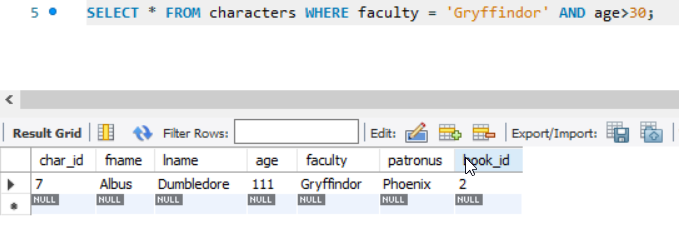 5 SELECT * FROM characters WHERE faculty = 'Gryffindor' AND age>30;
Result Grid Filter Rows: Edit: Export/Import:
char_id fname lname age faculty patronus book_id
7 Albus Dumbledore 111 Gryffindor Phoenix 2
NULL NULL NULL NULL NULL NULL NULL